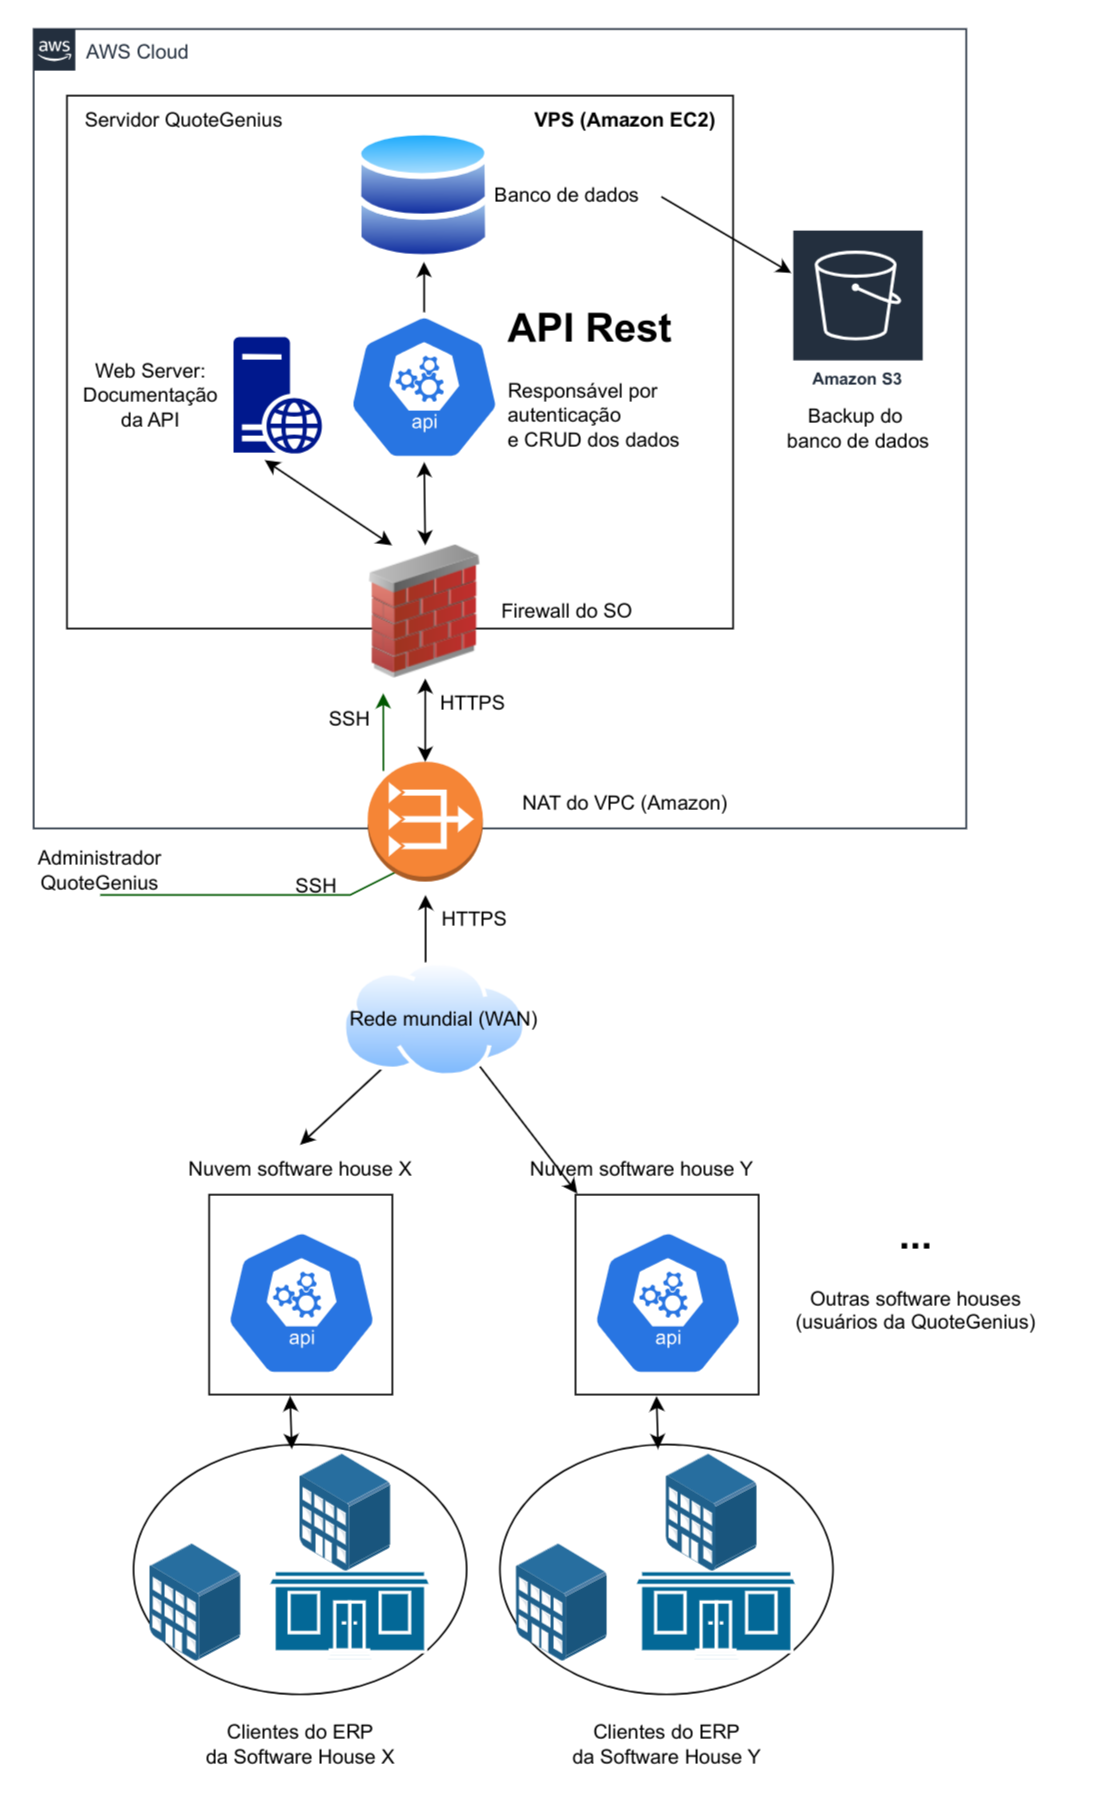 aws
AWS Cloud
Servidor QuoteGenius
VPS (Amazon EC2)
Banco de dados
API Rest
Web Server:
Documentação
da API
api
Responsável por
autenticação
e CRUD dos dados
Amazon S3
Backup do
banco de dados
Firewall do SO
SSH
HTTPS
NAT do VPC (Amazon)
Administrador
QuoteGenius
SSH
HTTPS
Rede mundial (WAN)
Nuvem software house X
Nuvem software house Y
api
api
...
Outras software houses
(usuários da QuoteGenius)
Clientes do ERP
da Software House X
Clientes do ERP
da Software House Y